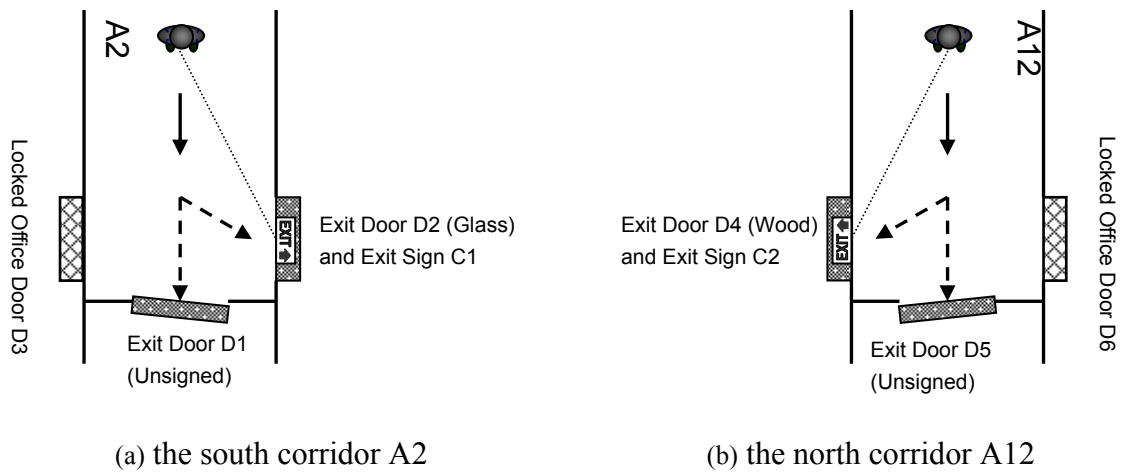 A2
Locked Office Door D3
EXIT
Exit Door D2 (Glass)
and Exit Sign C1
Exit Door D1
(Unsigned)
(a) the south corridor A2
A12
Locked Office Door D6
EXIT
Exit Door D4 (Wood)
and Exit Sign C2
Exit Door D5
(Unsigned)
(b) the north corridor A12